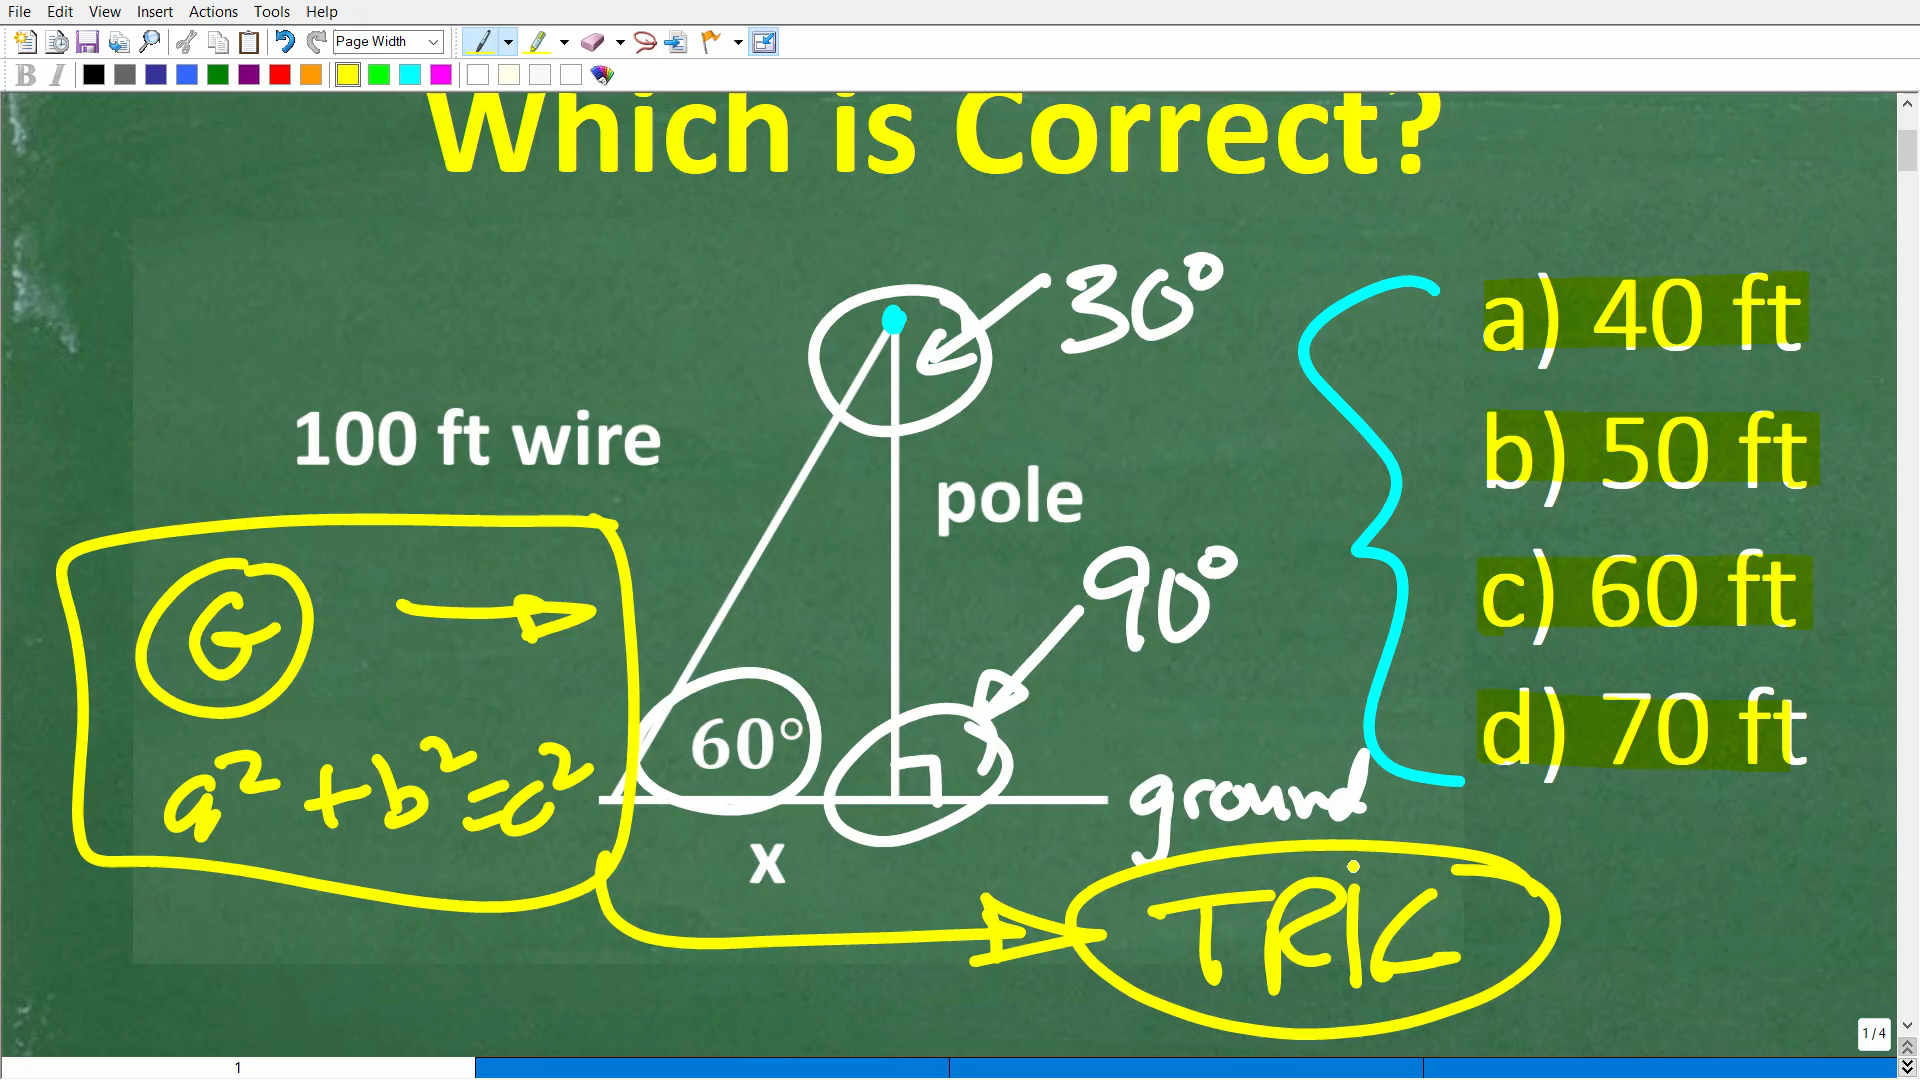 File Edit View Insert Actions Tools Help
Page Width
B I
Which is Correct?
30°
a) 40 ft
100 ft wire
b) 50 ft
pole
90°
c) 60 ft
G
60°
d) 70 ft
a² + b² = c²
ground
x
TRIG
1 / 4
1